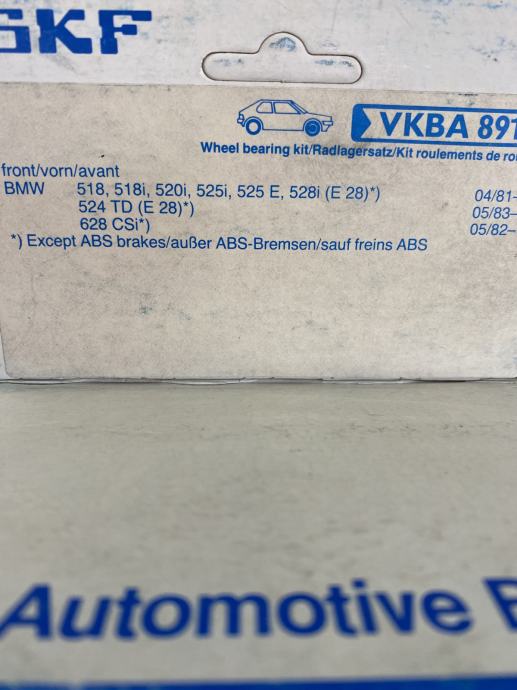 SKF
VKBA 891
Wheel bearing kit/Radlagersatz/Kit roulements de
front/vorn/avant
BMW 518, 518i, 520i, 525i, 525 E, 528i (E 28)*) 04/81–
524 TD (E 28)*) 05/83–
628 CSi*) 05/82–
*) Except ABS brakes/außer ABS-Bremsen/sauf freins ABS
Automotive